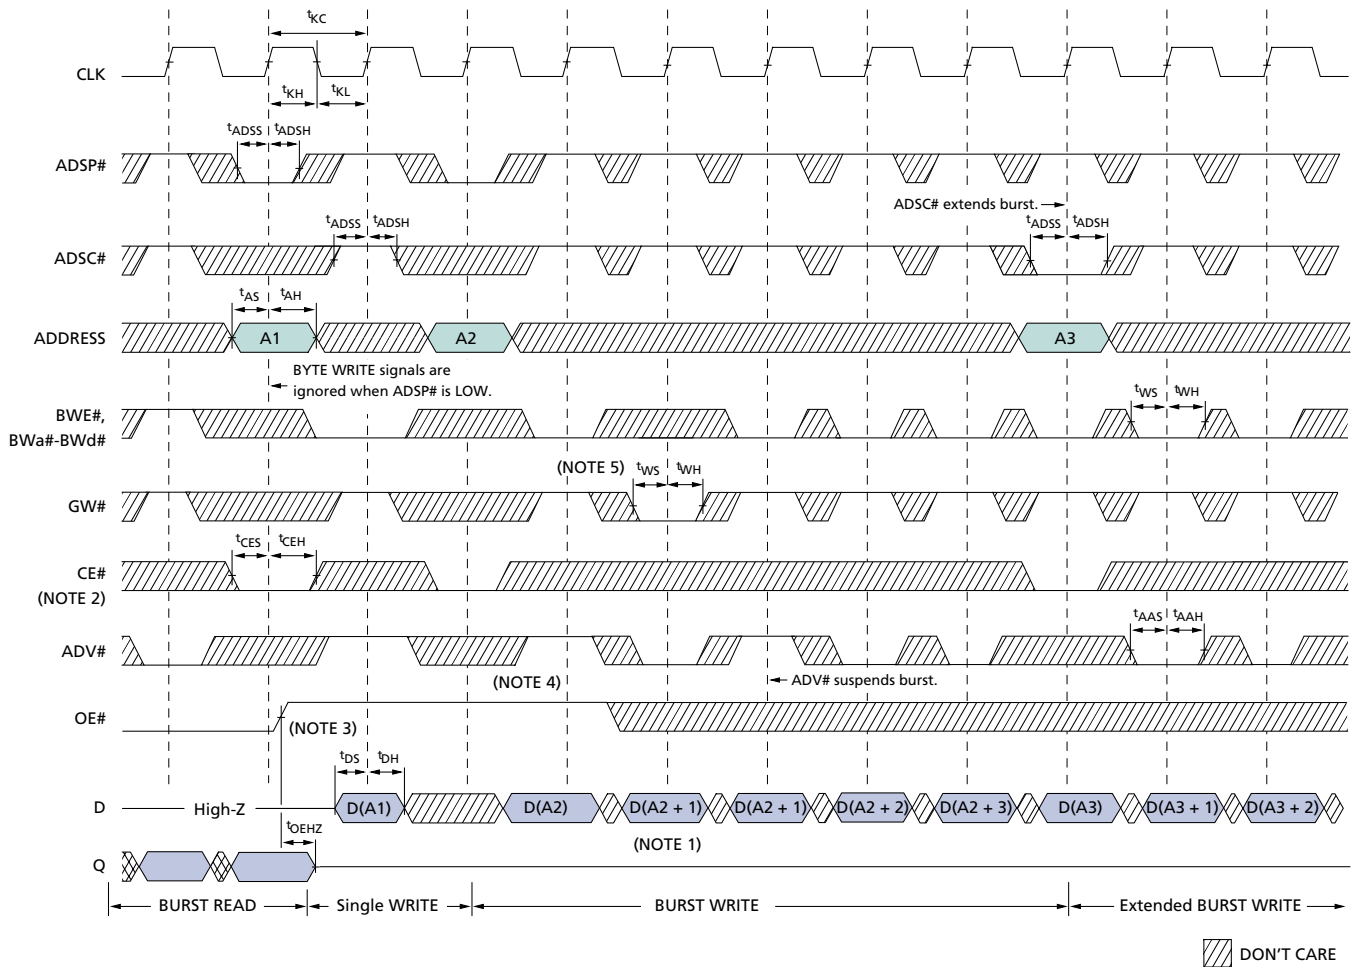 tKC
CLK
tKH tKL
tADSS tADSH
ADSP#
ADSC# extends burst.
tADSS tADSH tADSS tADSH
ADSC#
tAS tAH
ADDRESS A1 A2 A3
BYTE WRITE signals are
ignored when ADSP# is LOW.
tWS tWH
BWE#,
BWa#-BWd#
(NOTE 5) tWS tWH
GW#
tCES tCEH
CE#
(NOTE 2)
tAAS tAAH
ADV#
(NOTE 4) ADV# suspends burst.
OE#
(NOTE 3)
tDS tDH
D High-Z D(A1) D(A2) D(A2 + 1) D(A2 + 1) D(A2 + 2) D(A2 + 3) D(A3) D(A3 + 1) D(A3 + 2)
tOEHZ
(NOTE 1)
Q
BURST READ Single WRITE BURST WRITE Extended BURST WRITE
DON'T CARE